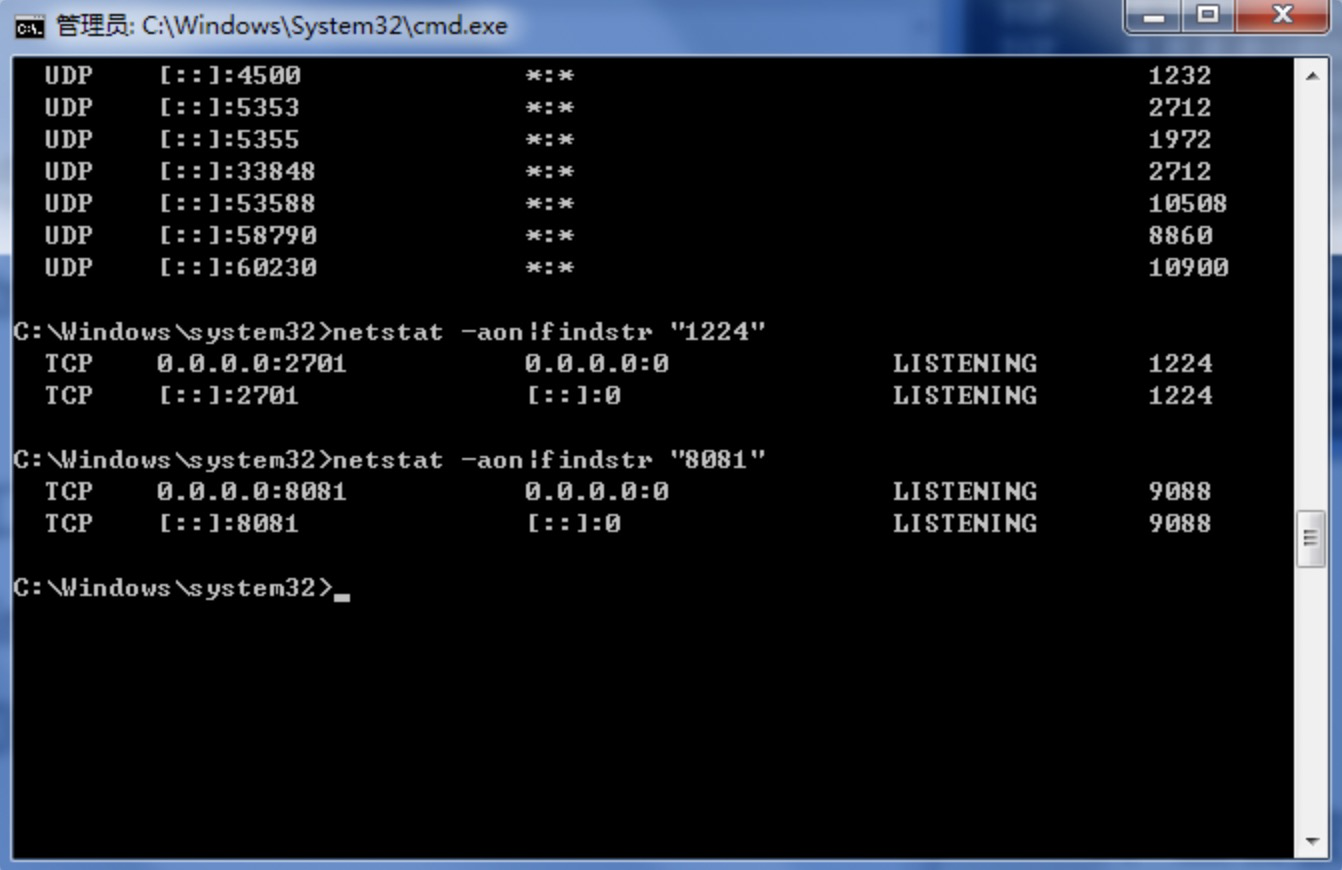 管理员: C:\Windows\System32\cmd.exe
UDP [::]:4500 *:* 1232
UDP [::]:5353 *:* 2712
UDP [::]:5355 *:* 1972
UDP [::]:33848 *:* 2712
UDP [::]:53588 *:* 10508
UDP [::]:58790 *:* 8860
UDP [::]:60230 *:* 10900
C:\Windows\system32>netstat -aon|findstr "1224"
TCP 0.0.0.0:2701 0.0.0.0:0 LISTENING 1224
TCP [::]:2701 [::]:0 LISTENING 1224
C:\Windows\system32>netstat -aon|findstr "8081"
TCP 0.0.0.0:8081 0.0.0.0:0 LISTENING 9088
TCP [::]:8081 [::]:0 LISTENING 9088
C:\Windows\system32>_